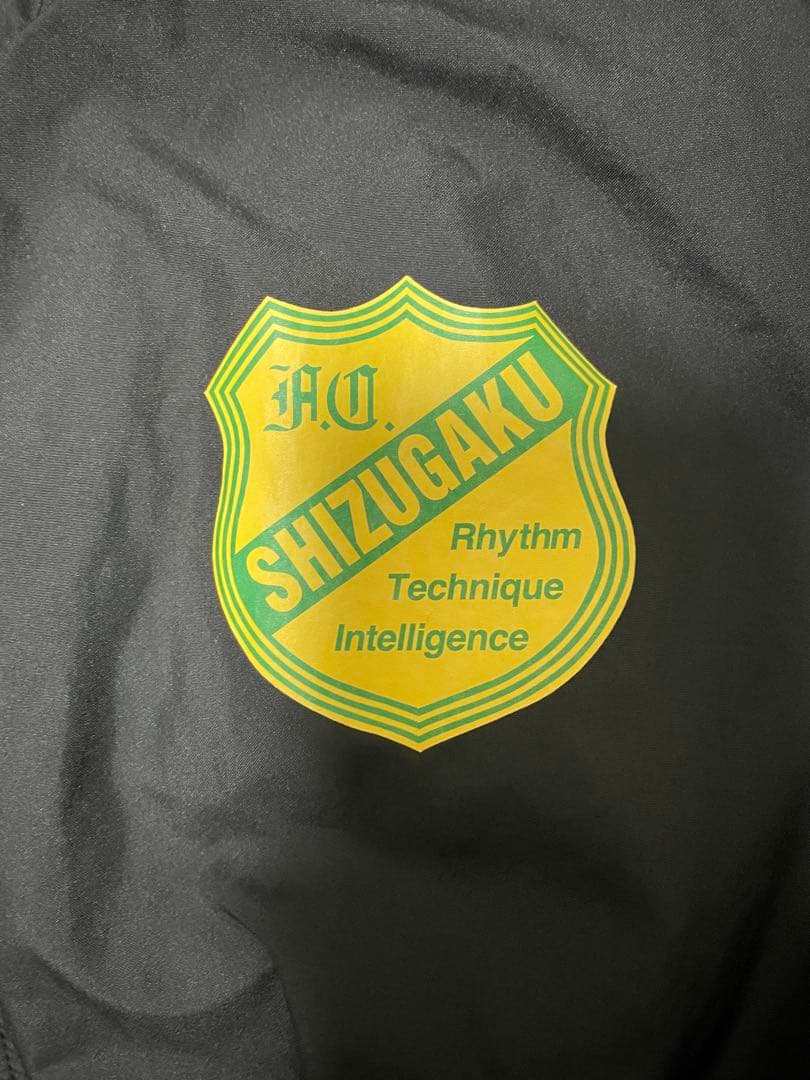 F.C.
SHIZUGAKU
Rhythm
Technique
Intelligence